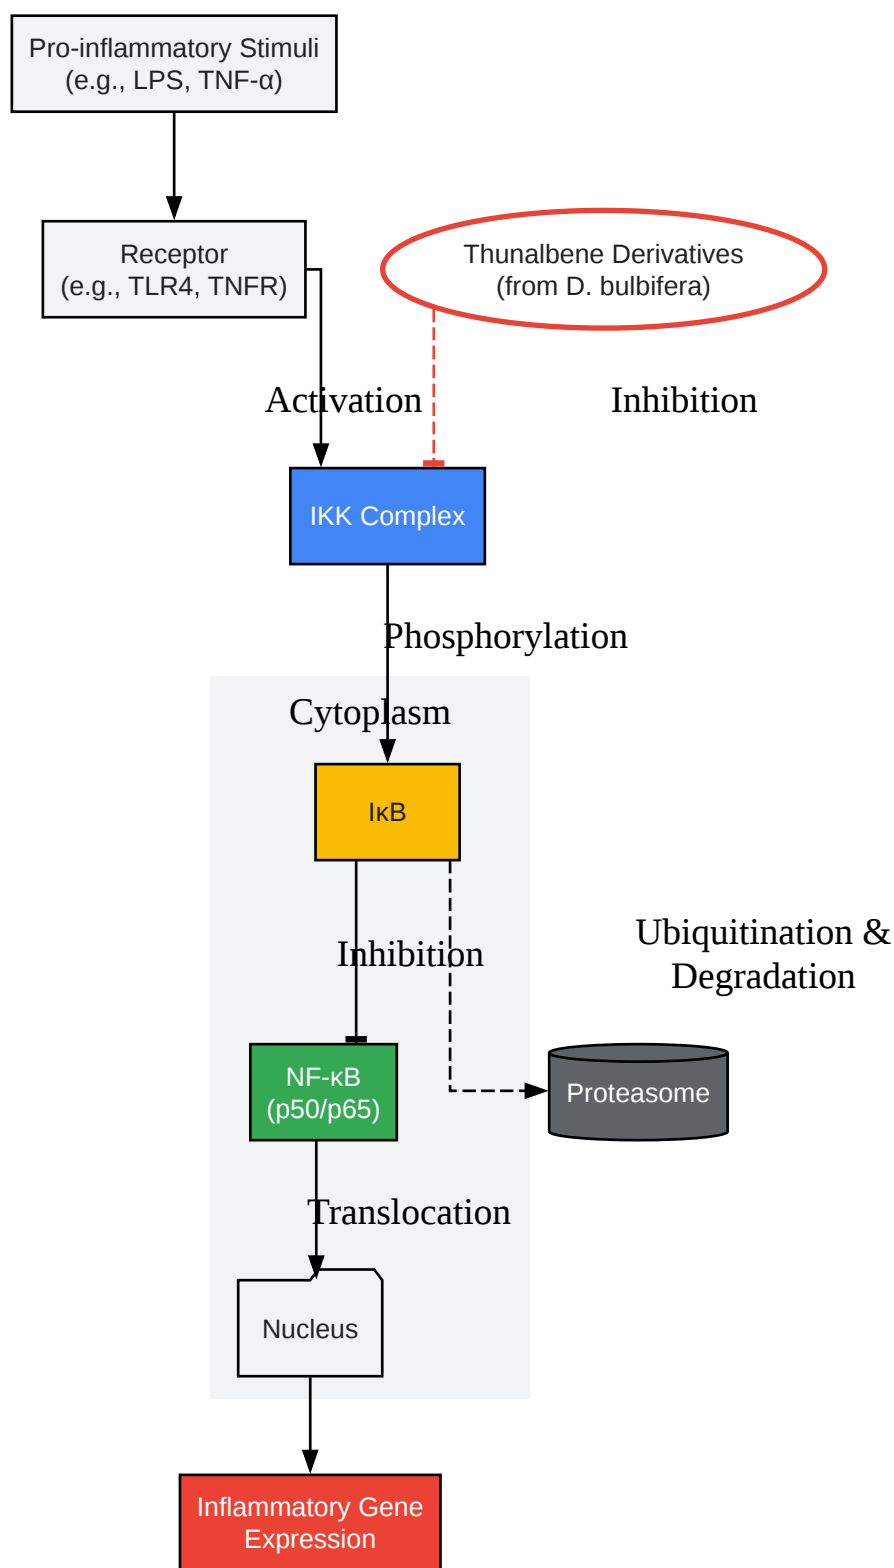 Pro-inflammatory Stimuli
(e.g., LPS, TNF-α)
Receptor
(e.g., TLR4, TNFR)
Thunalbene Derivatives
(from D. bulbifera)
Activation
Inhibition
IKK Complex
Phosphorylation
Cytoplasm
IκB
Inhibition
Ubiquitination &
Degradation
NF-κB
(p50/p65)
Proteasome
Translocation
Nucleus
Inflammatory Gene
Expression